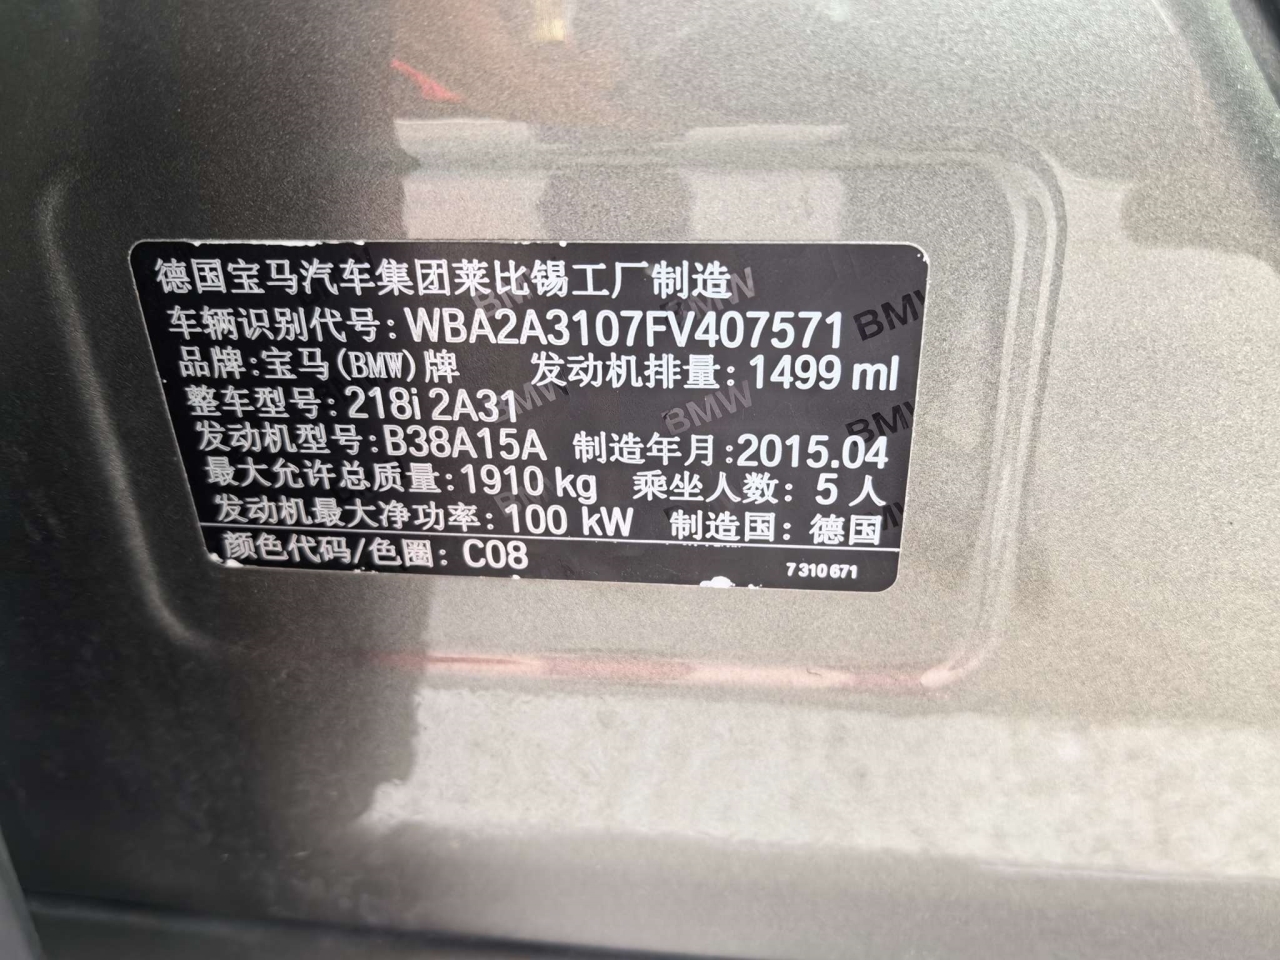 德国宝马汽车集团莱比锡工厂制造
车辆识别代号:WBA2A3107FV407571
品牌:宝马(BMW)牌 发动机排量:1499 ml
整车型号:218i 2A31
发动机型号:B38A15A 制造年月:2015.04
最大允许总质量:1910 kg 乘坐人数: 5 人
发动机最大净功率:100 kW 制造国: 德国
颜色代码/色圈: C08
7 310 671